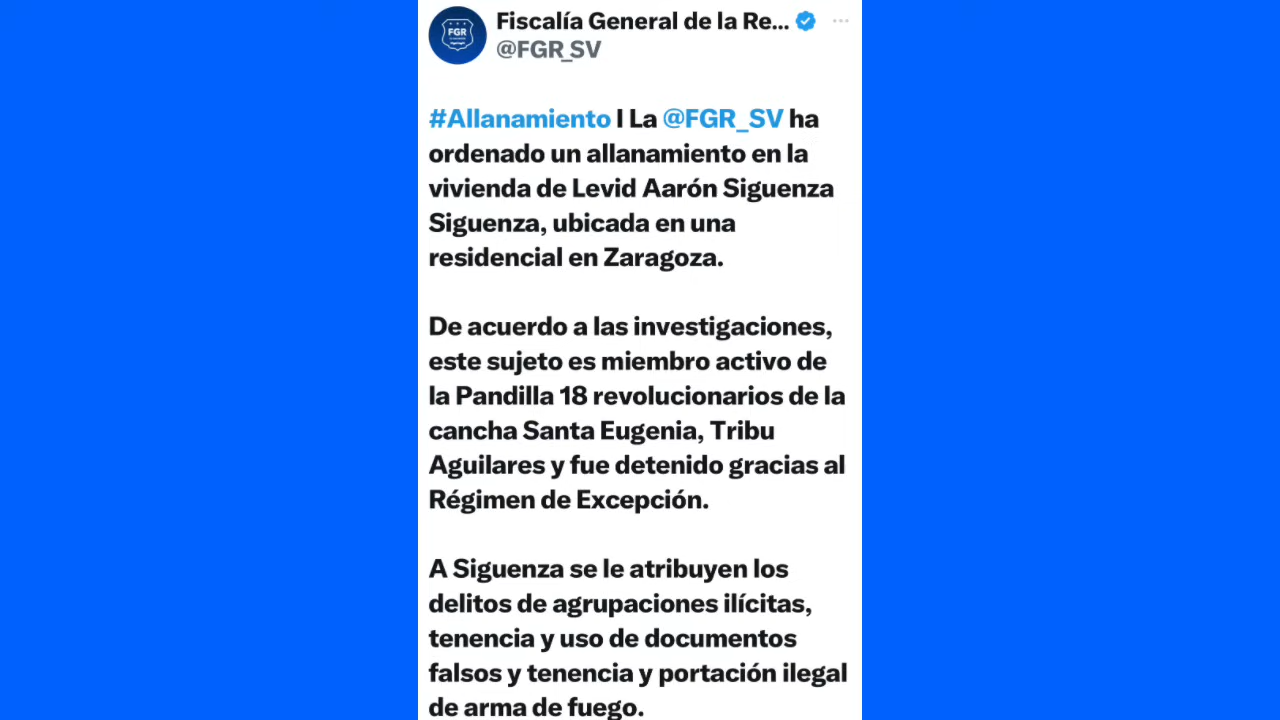 FGR
Fiscalía General de la Re...
@FGR_SV
#Allanamiento I La @FGR_SV ha
ordenado un allanamiento en la
vivienda de Levid Aarón Siguenza
Siguenza, ubicada en una
residencial en Zaragoza.
De acuerdo a las investigaciones,
este sujeto es miembro activo de
la Pandilla 18 revolucionarios de la
cancha Santa Eugenia, Tribu
Aguilares y fue detenido gracias al
Régimen de Excepción.
A Siguenza se le atribuyen los
delitos de agrupaciones ilícitas,
tenencia y uso de documentos
falsos y tenencia y portación ilegal
de arma de fuego.